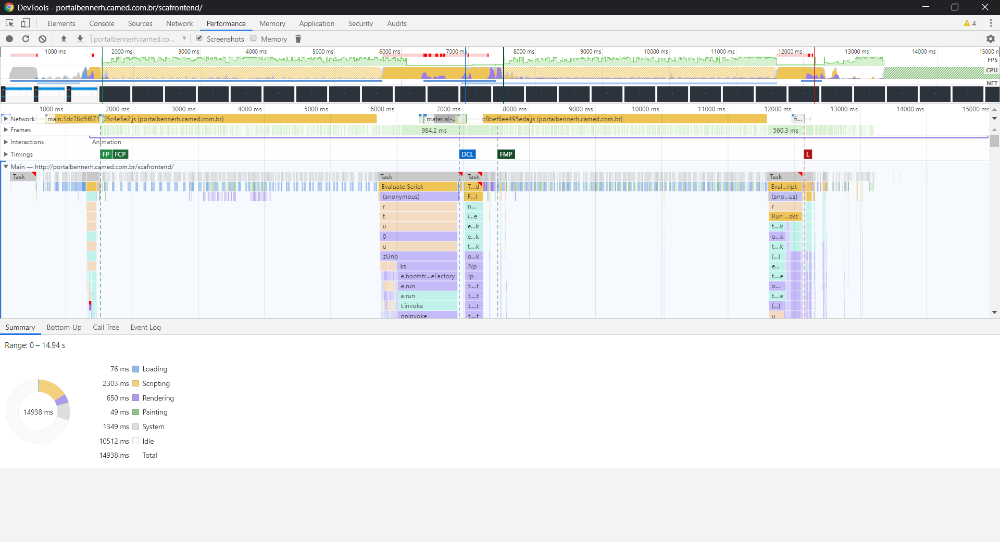 DevTools - portalbennerh.camed.com.br/scafrontend/
Elements Console Sources Network Performance Memory Application Security Audits 4
portalbennerh.camed.co... Screenshots Memory
1000 ms 2000 ms 3000 ms 4000 ms 5000 ms 6000 ms 7000 ms 8000 ms 9000 ms 10000 ms 11000 ms 12000 ms 13000 ms 14000 ms 15000 n
FPS
CPU
NET
1000 ms 2000 ms 3000 ms 4000 ms 5000 ms 6000 ms 7000 ms 8000 ms 9000 ms 10000 ms 11000 ms 12000 ms 13000 ms 14000 ms 15000 ms
Network main.1dc78d5f871 05c4e5e2.js (portalbennerh.camed.com.br) material-... c8bef6ee495eda.js (portalbennerh.camed.com.br) fi...
Frames 984.2 ms 560.3 ms
Interactions Animation
Timings FP FCP DCL FMP L
Main — http://portalbennerh.camed.com.br/scafrontend/
Task Task Task Task
Evaluate Script T...d Eval...ript
(anonymous) F...l (ano...us)
r n... r
t i...e Run ...sks
u e...k t....k
0 e...k o...k
u t....k t....k
zUnb o...k (...)
ks Np e...
e.bootstr...eFactory lp t....e
e.run t....t o...
e.run t....t t....e
t.invoke t....t (...)
onInvoke t....t u
Summary Bottom-Up Call Tree Event Log
Range: 0 – 14.94 s
76 ms Loading
2303 ms Scripting
650 ms Rendering
49 ms Painting
14938 ms
1349 ms System
10512 ms Idle
14938 ms Total